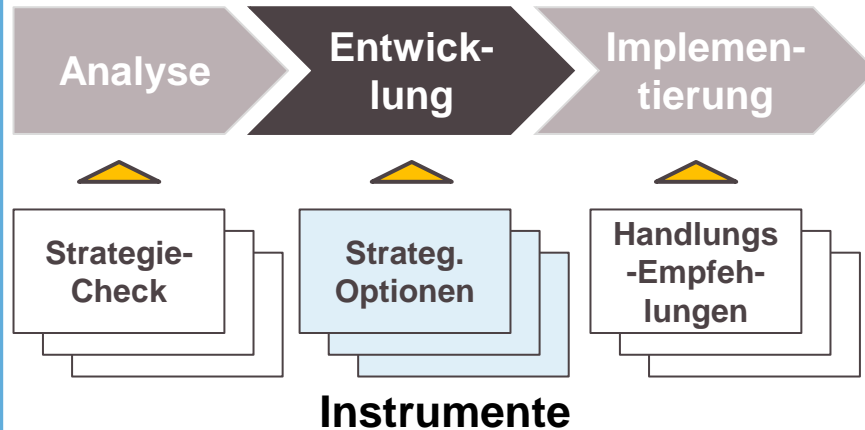 Analyse
Entwick-
lung
Implemen-
tierung
Strategie-
Check
Strateg.
Optionen
Handlungs
-Empfeh-
lungen
Instrumente